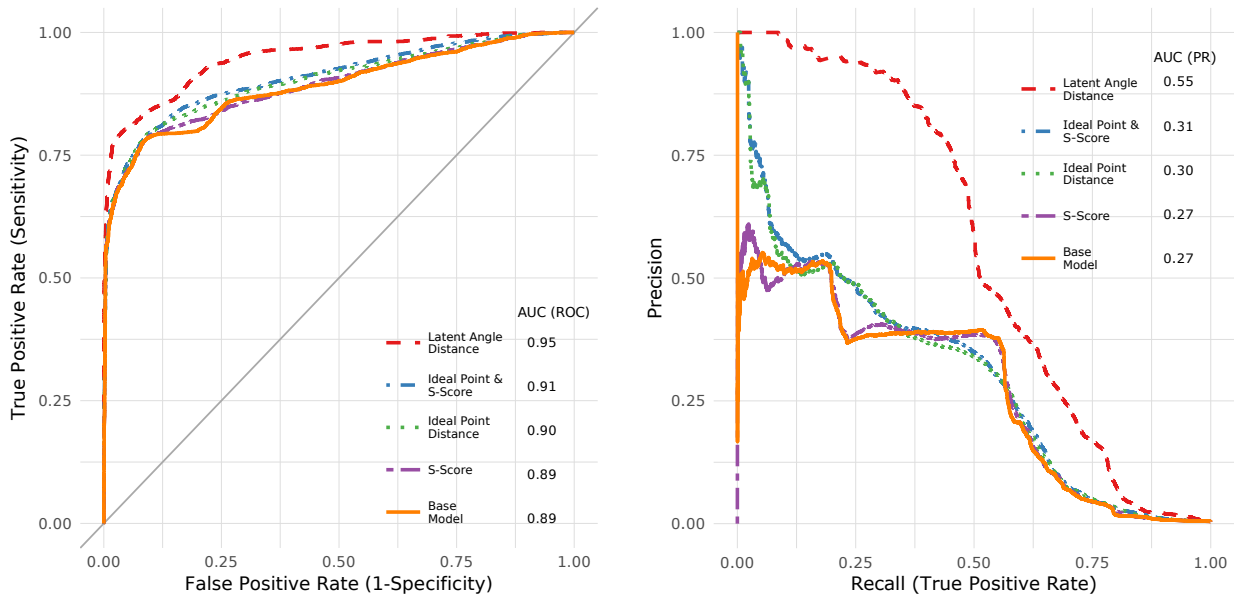 1.00
0.75
0.50
0.25
0.00
True Positive Rate (Sensitivity)
AUC (ROC)
Latent Angle
Distance
0.95
Ideal Point &
S-Score
0.91
Ideal Point
Distance
0.90
S-Score
0.89
Base
Model
0.89
0.00
0.25
0.50
0.75
1.00
False Positive Rate (1-Specificity)
1.00
0.75
0.50
0.25
0.00
Precision
AUC (PR)
Latent Angle
Distance
0.55
Ideal Point &
S-Score
0.31
Ideal Point
Distance
0.30
S-Score
0.27
Base
Model
0.27
0.00
0.25
0.50
0.75
1.00
Recall (True Positive Rate)